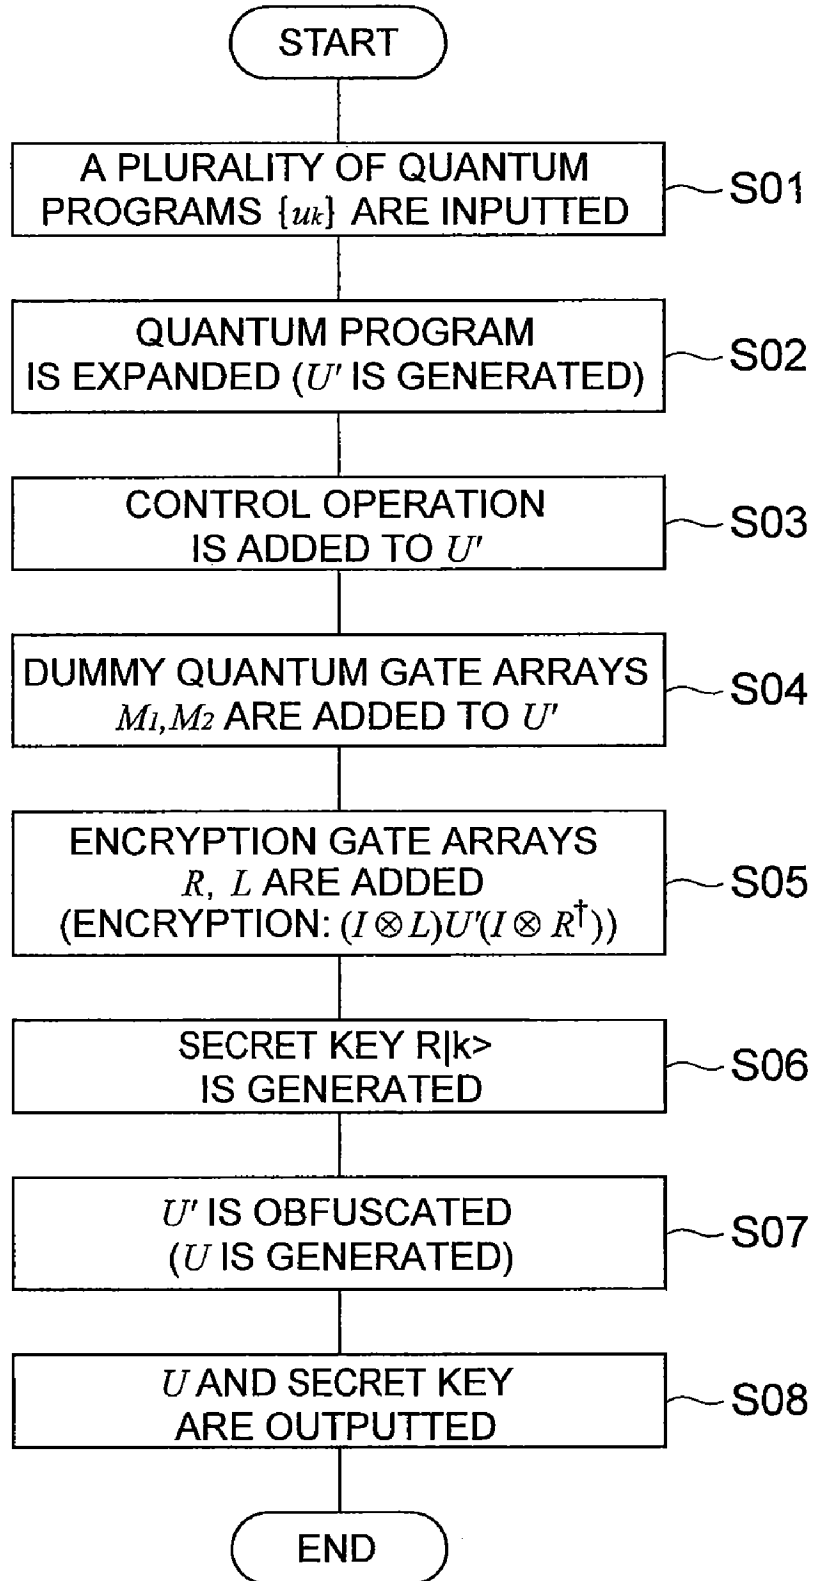 START
A PLURALITY OF QUANTUM
PROGRAMS {uk} ARE INPUTTED
S01
QUANTUM PROGRAM
IS EXPANDED (U' IS GENERATED)
S02
CONTROL OPERATION
IS ADDED TO U'
S03
DUMMY QUANTUM GATE ARRAYS
M1,M2 ARE ADDED TO U'
S04
ENCRYPTION GATE ARRAYS
R, L ARE ADDED
(ENCRYPTION: (I⊗L)U'(I⊗R†))
S05
SECRET KEY R|k>
IS GENERATED
S06
U' IS OBFUSCATED
(U IS GENERATED)
S07
U AND SECRET KEY
ARE OUTPUTTED
S08
END